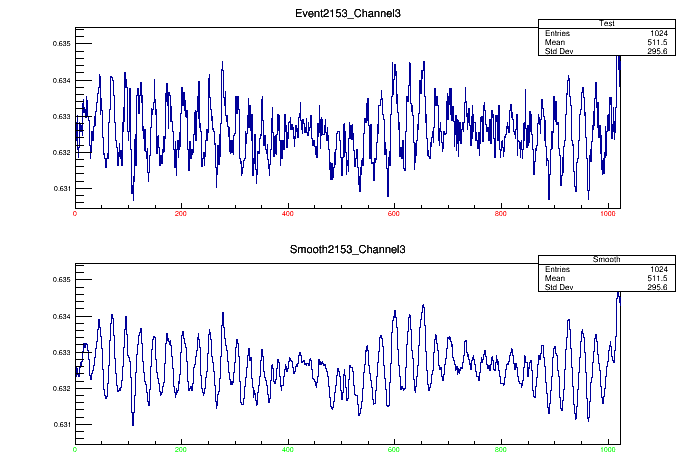 Event2153_Channel3
Test
Entries 1024
Mean 511.5
Std Dev 295.6
0.635
0.634
0.633
0.632
0.631
0 200 400 600 800 1000
Smooth2153_Channel3
Smooth
Entries 1024
Mean 511.5
Std Dev 295.6
0.635
0.634
0.633
0.632
0.631
0 200 400 600 800 1000